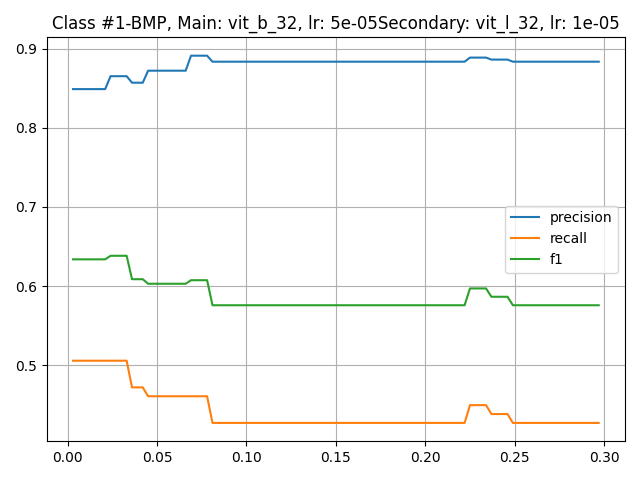 Class #1-BMP, Main: vit_b_32, lr: 5e-05Secondary: vit_l_32, lr: 1e-05
0.9
0.8
0.7
0.6
0.5
precision
recall
f1
0.00 0.05 0.10 0.15 0.20 0.25 0.30